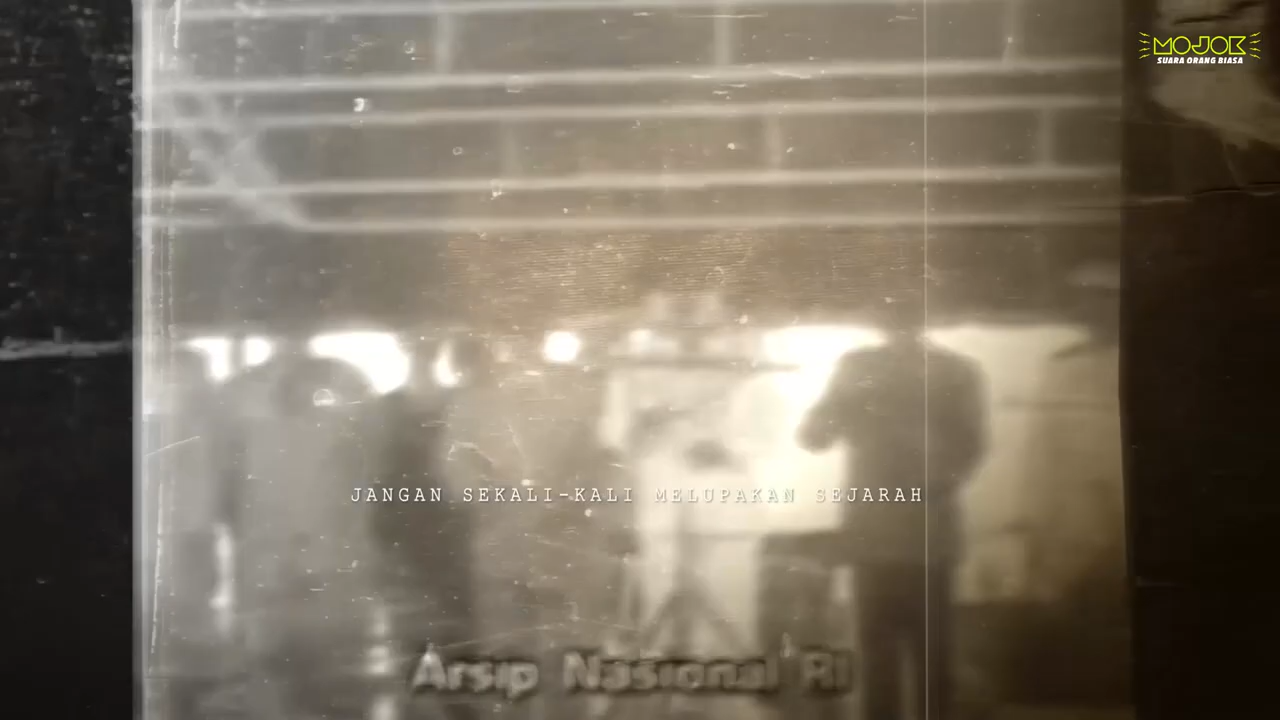 MOJOK
SUARA ORANG BIASA
JANGAN SEKALI-KALI MELUPAKAN SEJARAH
Arsip Nasional RI